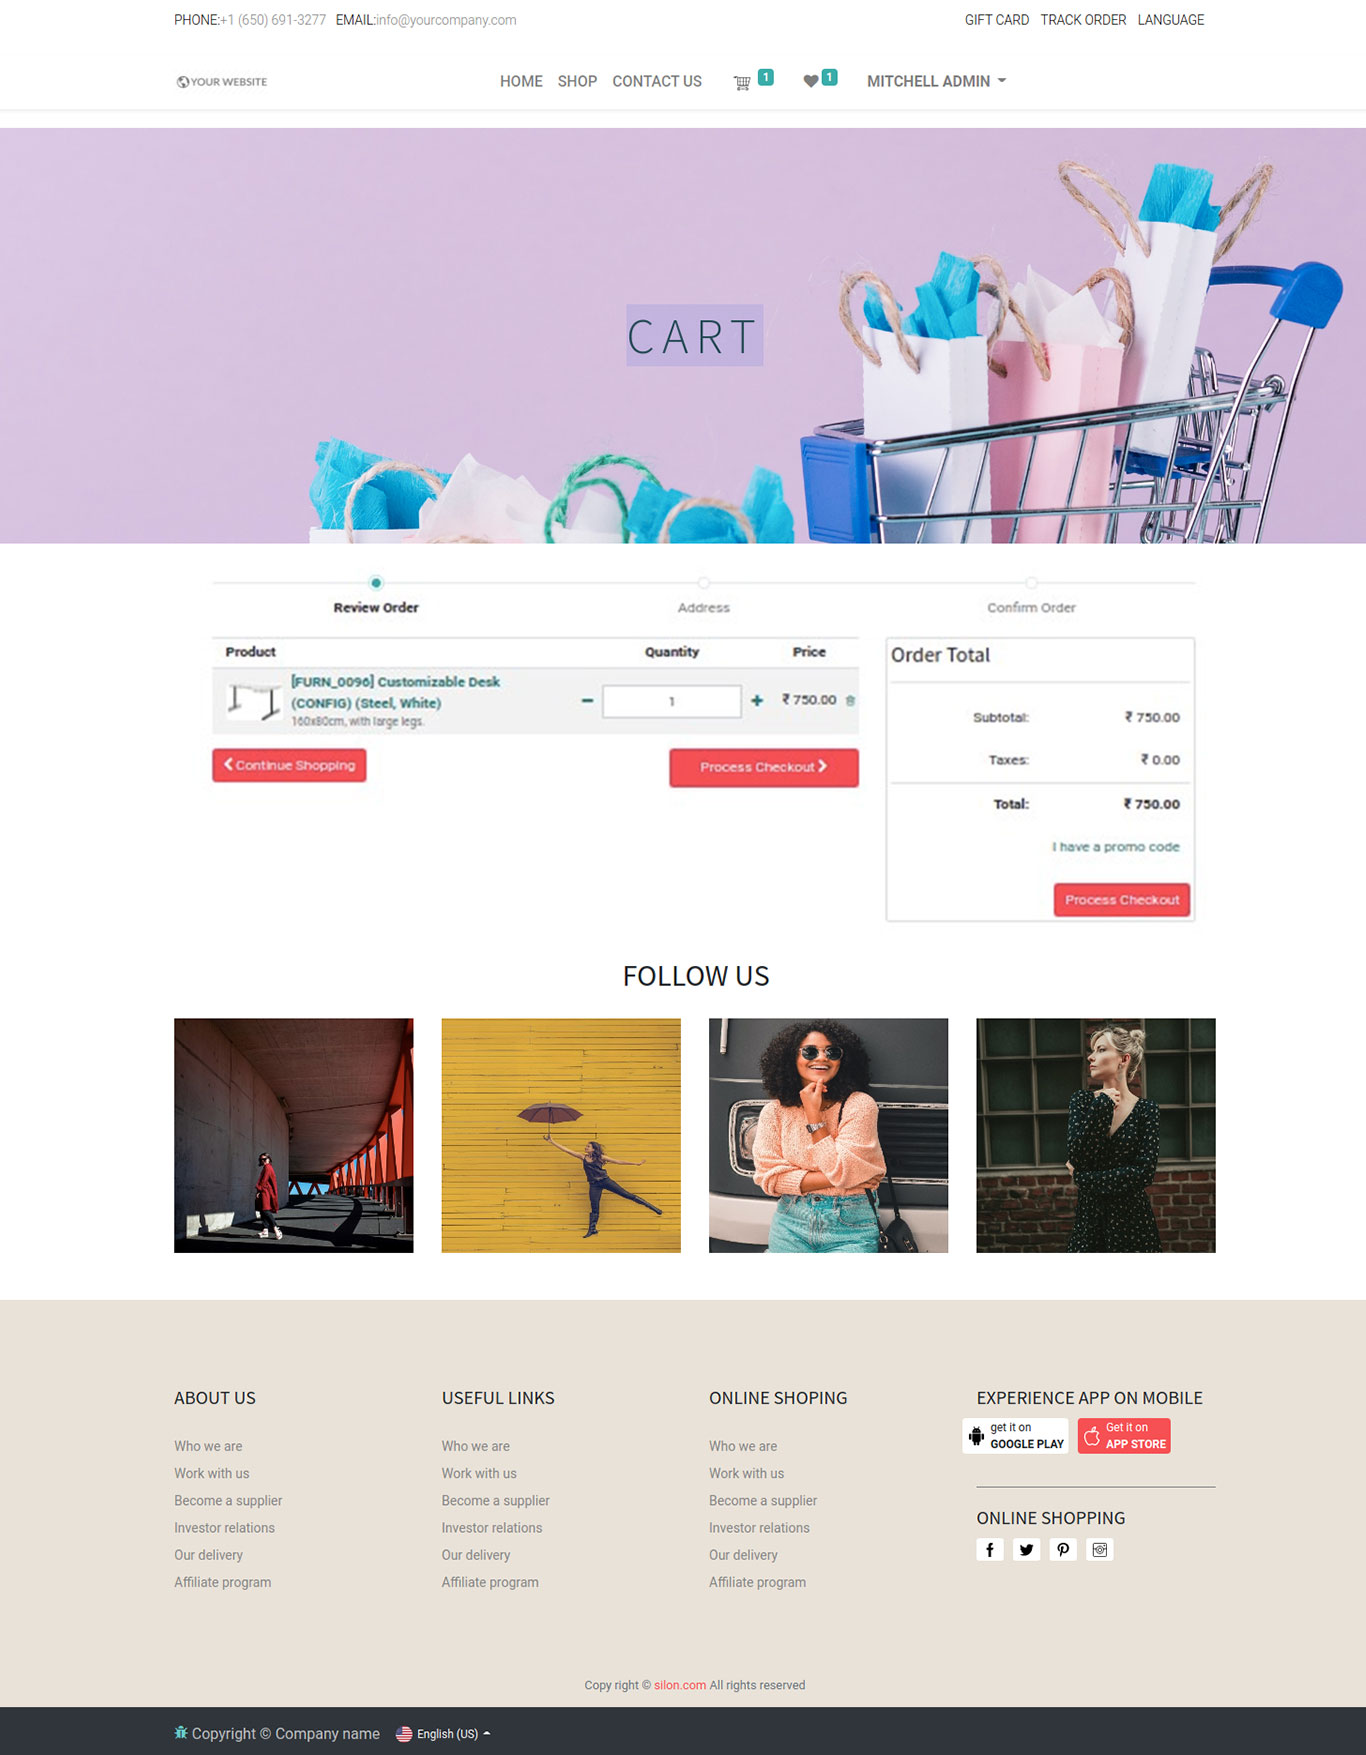 PHONE:+1 (650) 691-3277 EMAIL:info@yourcompany.com
GIFT CARD TRACK ORDER LANGUAGE
YOUR WEBSITE
HOME SHOP CONTACT US 1 1 MITCHELL ADMIN
CART
Review Order Address Confirm Order
Product Quantity Price
[FURN_0096] Customizable Desk
(CONFIG) (Steel, White)
160x80cm, with large legs.
1
₹ 750.00
Continue Shopping
Process Checkout
Order Total
Subtotal: ₹ 750.00
Taxes: ₹ 0.00
Total: ₹ 750.00
I have a promo code
Process Checkout
FOLLOW US
ABOUT US
Who we are
Work with us
Become a supplier
Investor relations
Our delivery
Affiliate program
USEFUL LINKS
Who we are
Work with us
Become a supplier
Investor relations
Our delivery
Affiliate program
ONLINE SHOPING
Who we are
Work with us
Become a supplier
Investor relations
Our delivery
Affiliate program
EXPERIENCE APP ON MOBILE
get it on
GOOGLE PLAY
Get it on
APP STORE
ONLINE SHOPPING
Copy right © silon.com All rights reserved
Copyright © Company name English (US)